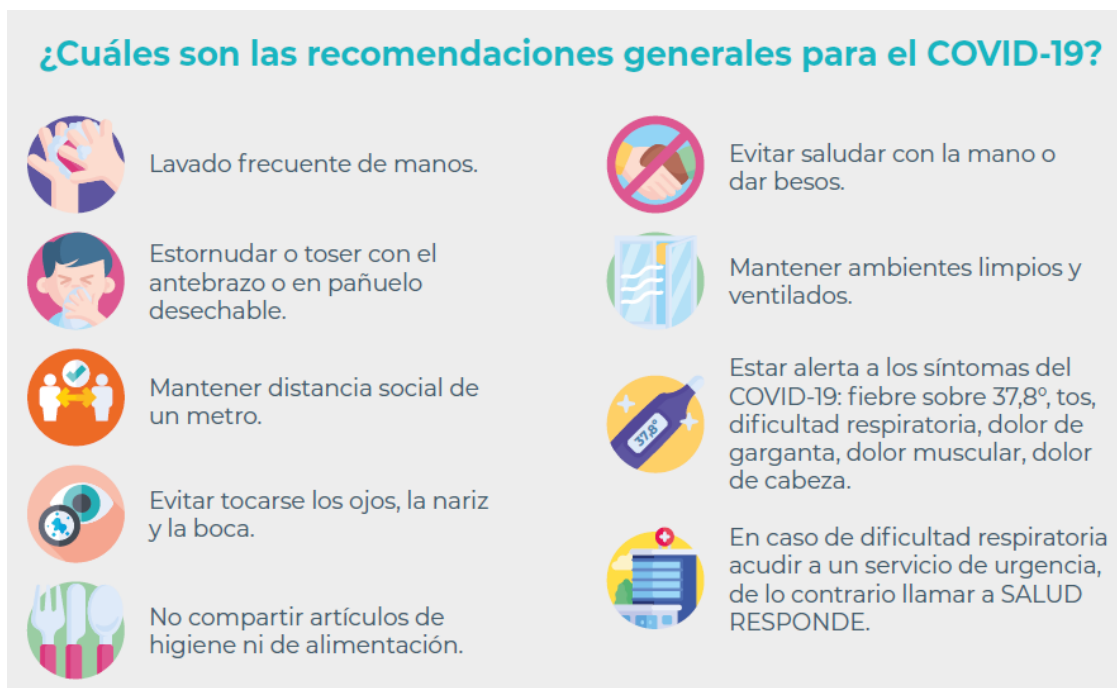 ¿Cuáles son las recomendaciones generales para el COVID-19?
Lavado frecuente de manos.
Estornudar o toser con el
antebrazo o en pañuelo
desechable.
Mantener distancia social de
un metro.
Evitar tocarse los ojos, la nariz
y la boca.
No compartir artículos de
higiene ni de alimentación.
Evitar saludar con la mano o
dar besos.
Mantener ambientes limpios y
ventilados.
37,8°
Estar alerta a los síntomas del
COVID-19: fiebre sobre 37,8°, tos,
dificultad respiratoria, dolor de
garganta, dolor muscular, dolor
de cabeza.
En caso de dificultad respiratoria
acudir a un servicio de urgencia,
de lo contrario llamar a SALUD
RESPONDE.